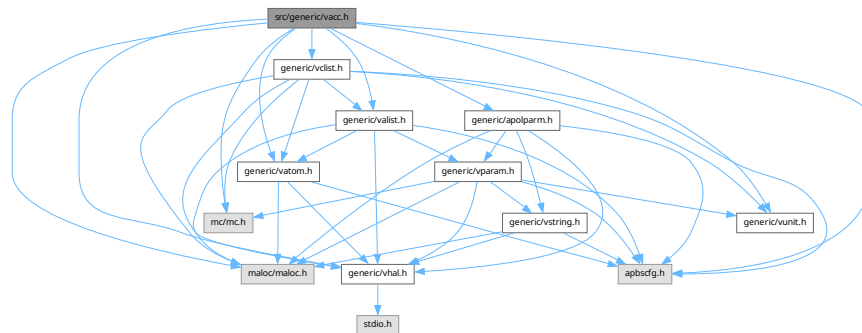 src/generic/vacc.h
generic/vclist.h
generic/valist.h
generic/apolparm.h
generic/vatom.h
generic/vparam.h
mc/mc.h
generic/vstring.h
generic/vunit.h
maloc/maloc.h
generic/vhal.h
apbscfg.h
stdio.h